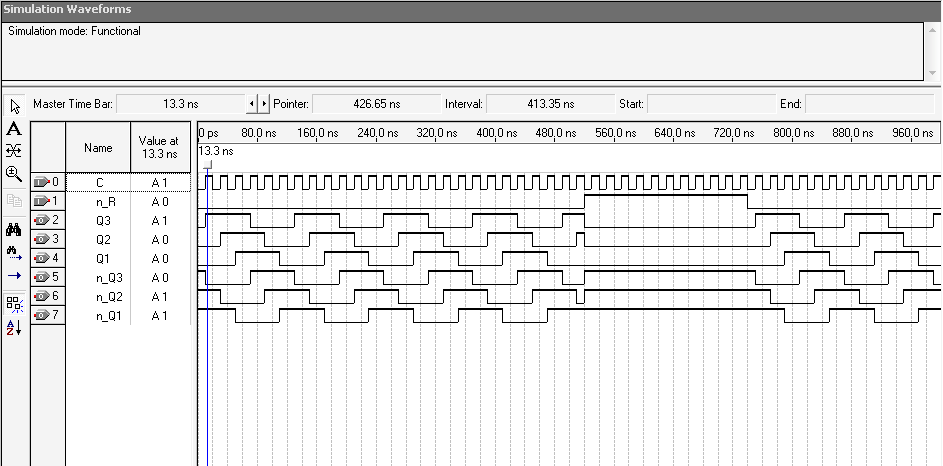 Simulation Waveforms
Simulation mode: Functional
Master Time Bar: 13.3 ns Pointer: 426.65 ns Interval: 413.35 ns Start: End:
Name Value at 13.3 ns
0 ps 80.0 ns 160.0 ns 240.0 ns 320.0 ns 400.0 ns 480.0 ns 560.0 ns 640.0 ns 720.0 ns 800.0 ns 880.0 ns 960.0 ns
13.3 ns
0 C A 1
1 n_R A 0
2 Q3 A 1
3 Q2 A 0
4 Q1 A 0
5 n_Q3 A 0
6 n_Q2 A 1
7 n_Q1 A 1